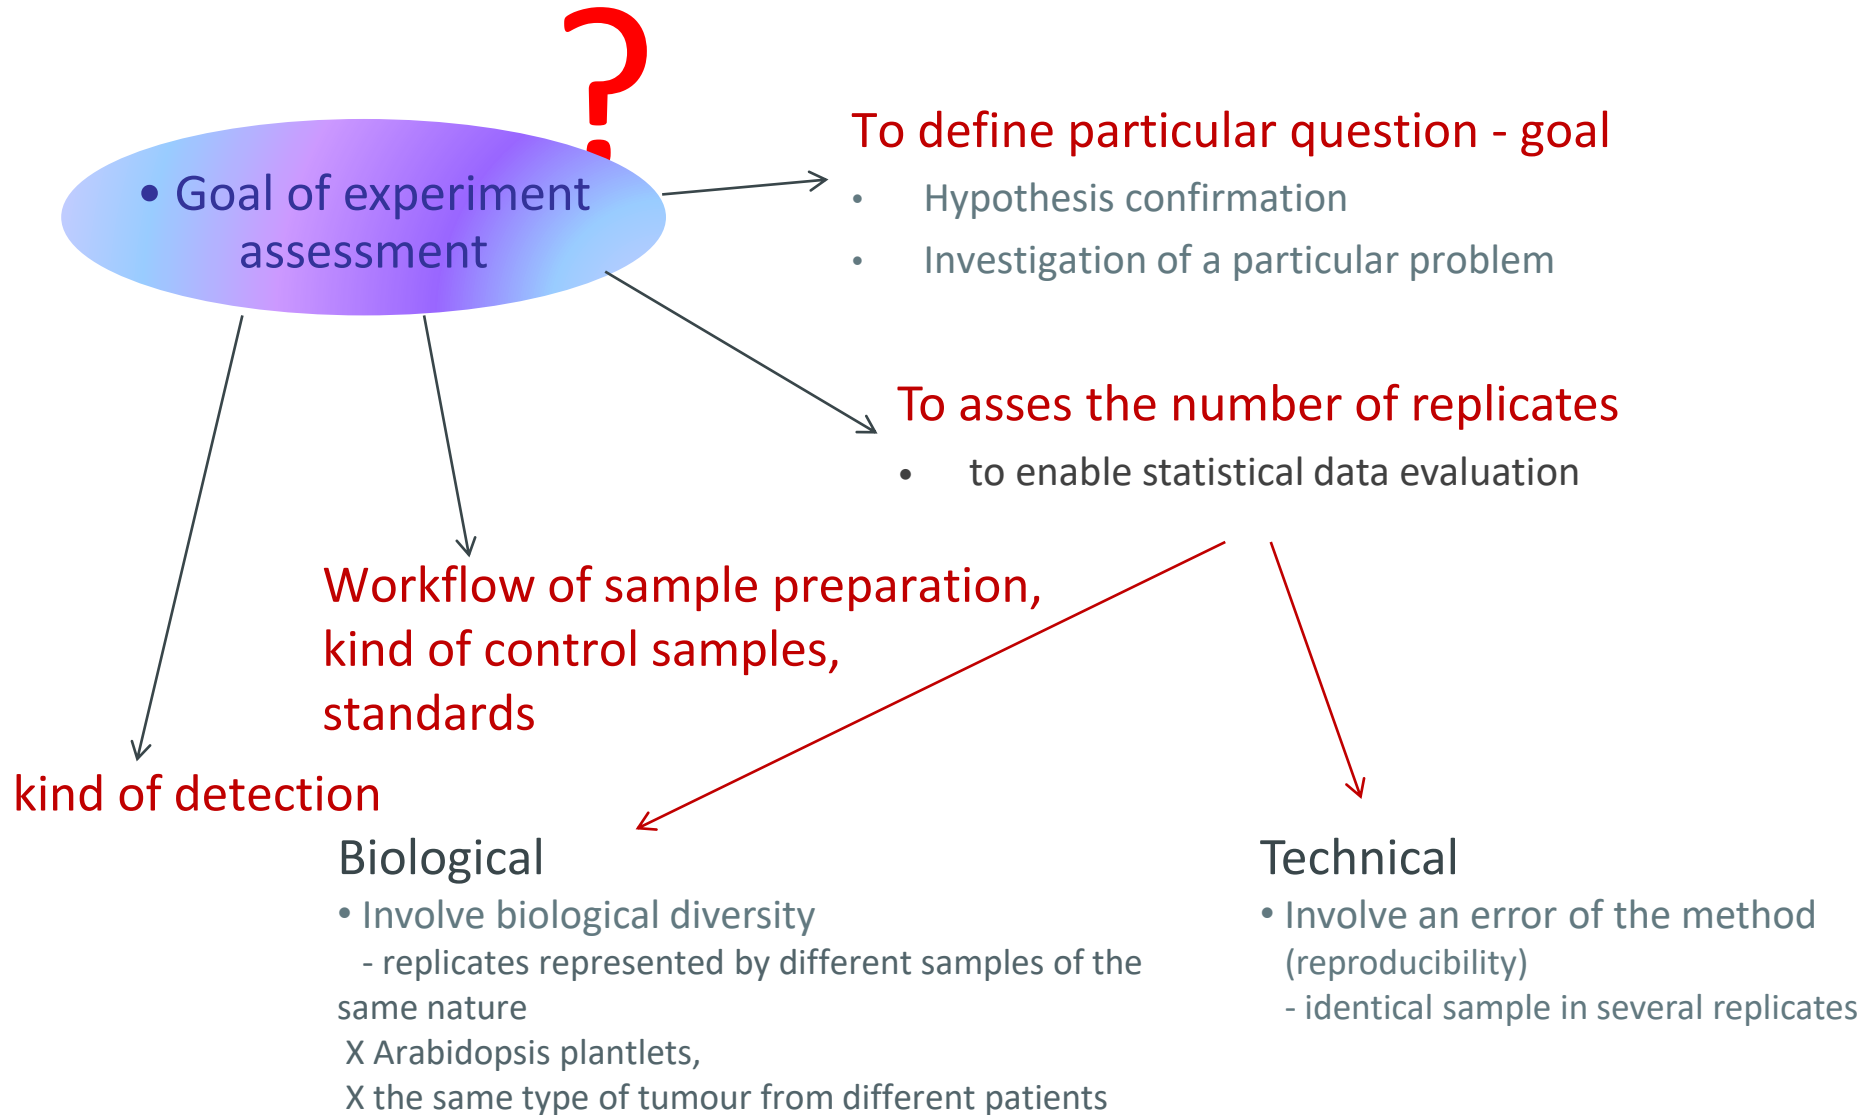 ?
• Goal of experiment
assessment
To define particular question - goal
• Hypothesis confirmation
• Investigation of a particular problem
To asses the number of replicates
• to enable statistical data evaluation
Workflow of sample preparation,
kind of control samples,
standards
kind of detection
Biological
• Involve biological diversity
- replicates represented by different samples of the
same nature
X Arabidopsis plantlets,
X the same type of tumour from different patients
Technical
• Involve an error of the method
(reproducibility)
- identical sample in several replicates